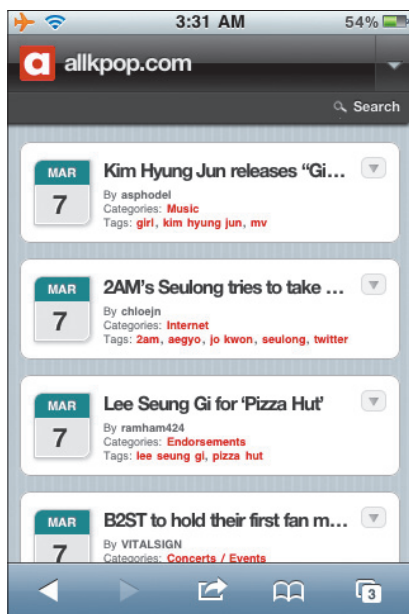 3:31 AM
54%
a allkpop.com
Search
MAR
7
Kim Hyung Jun releases “Gi...
By asphodel
Categories: Music
Tags: girl, kim hyung jun, mv
MAR
7
2AM's Seulong tries to take ...
By chloejn
Categories: Internet
Tags: 2am, aegyo, jo kwon, seulong, twitter
MAR
7
Lee Seung Gi for ‘Pizza Hut’
By ramham424
Categories: Endorsements
Tags: lee seung gi, pizza hut
MAR
7
B2ST to hold their first fan m...
By VITALSIGN
Categories: Concerts / Events
3